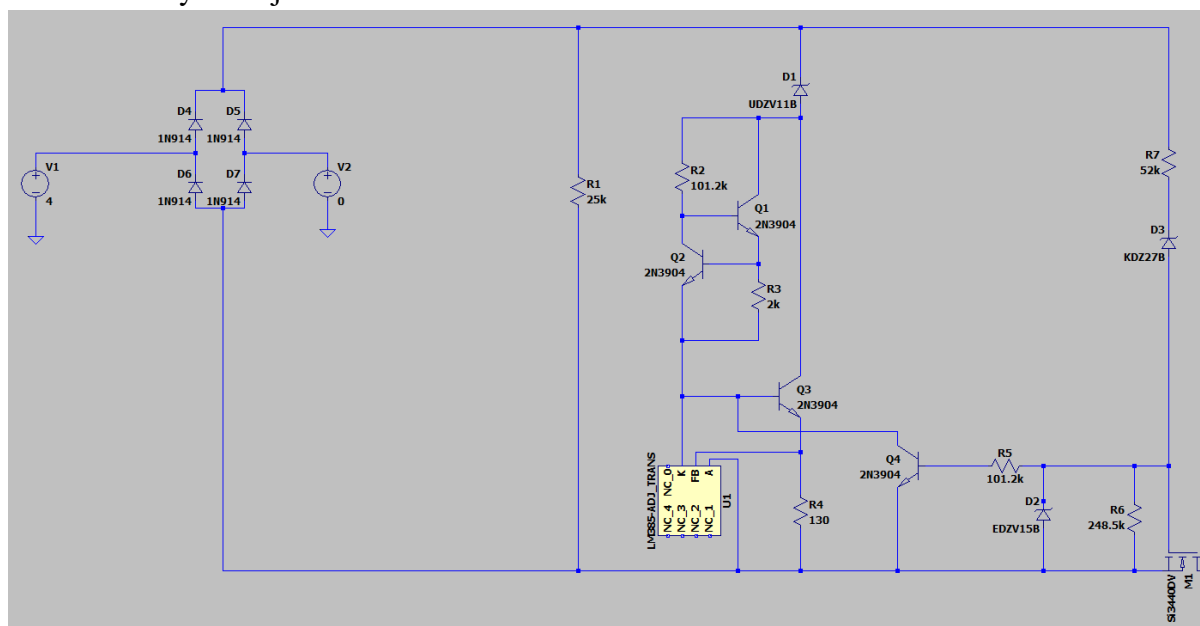 D4
1N914
D5
1N914
V1
4
D6
1N914
D7
1N914
V2
0
R1
25k
D1
UDZV11B
R2
101.2k
Q1
2N3904
Q2
2N3904
R3
2k
R7
52k
D3
KDZ27B
Q3
2N3904
LM385-ADJ_TRANS
NC_0
K
FB
A
NC_4
NC_3
NC_2
NC_1
U1
R4
130
Q4
2N3904
R5
101.2k
D2
EDZV15B
R6
248.5k
Si3440DV
M1